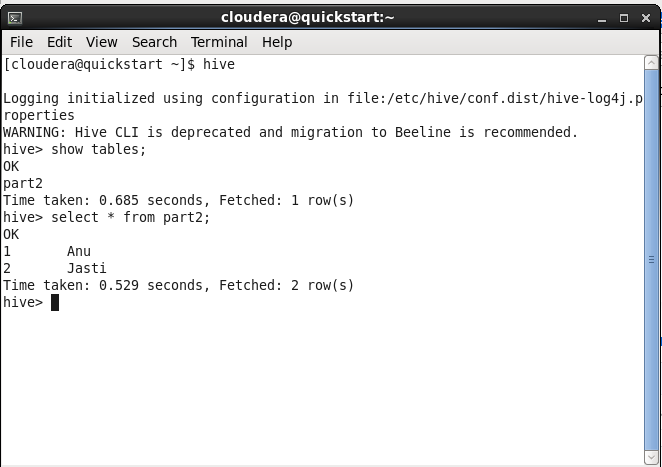 cloudera@quickstart:~
File Edit View Search Terminal Help
[cloudera@quickstart ~]$ hive
Logging initialized using configuration in file:/etc/hive/conf.dist/hive-log4j.p
roperties
WARNING: Hive CLI is deprecated and migration to Beeline is recommended.
hive> show tables;
OK
part2
Time taken: 0.685 seconds, Fetched: 1 row(s)
hive> select * from part2;
OK
1 Anu
2 Jasti
Time taken: 0.529 seconds, Fetched: 2 row(s)
hive>